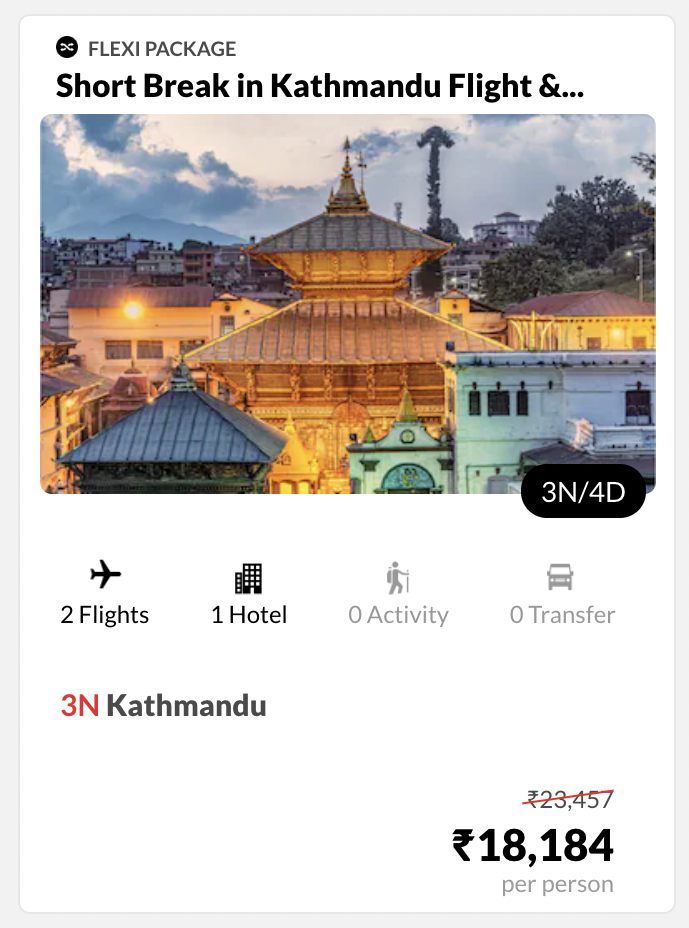 FLEXI PACKAGE
Short Break in Kathmandu Flight &...
3N/4D
2 Flights 1 Hotel 0 Activity 0 Transfer
3N Kathmandu
₹23,457
₹18,184
per person